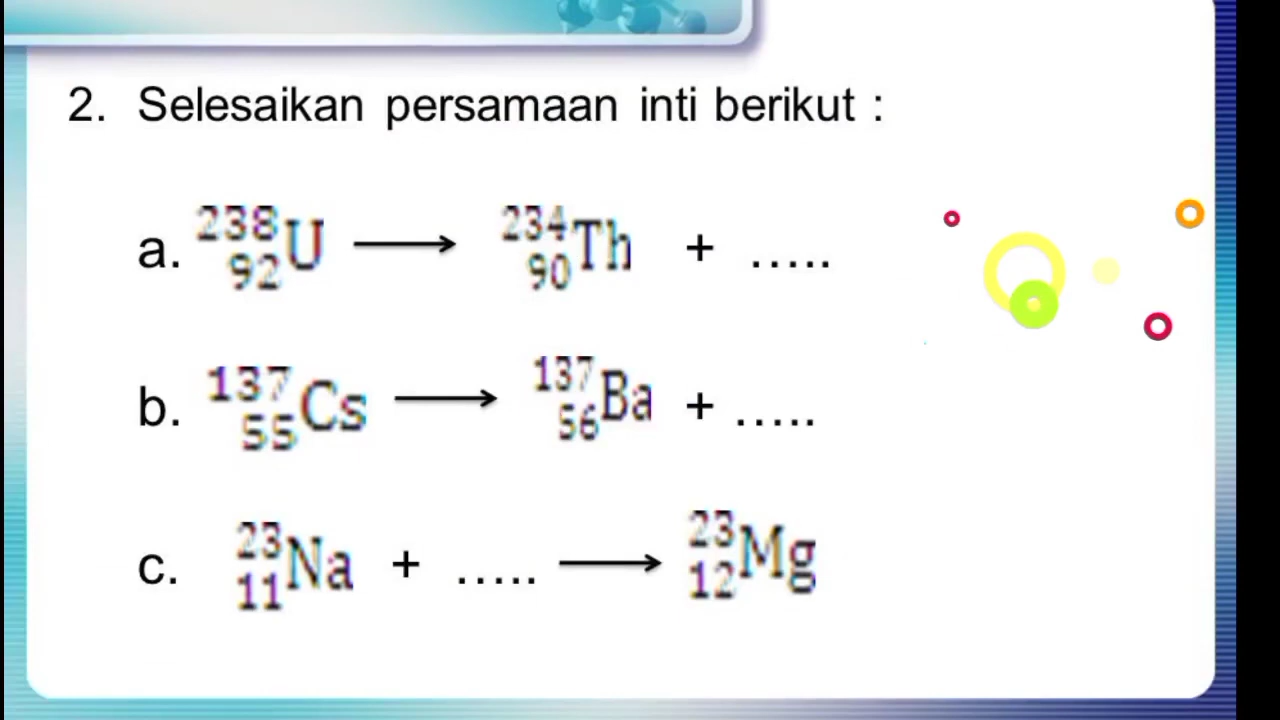 2. Selesaikan persamaan inti berikut :
a. ²³⁸₉₂U ⟶ ²³⁴₉₀Th + …..
b. ¹³⁷₅₅Cs ⟶ ¹³⁷₅₆Ba + …..
c. ²³₁₁Na + ….. ⟶ ²³₁₂Mg